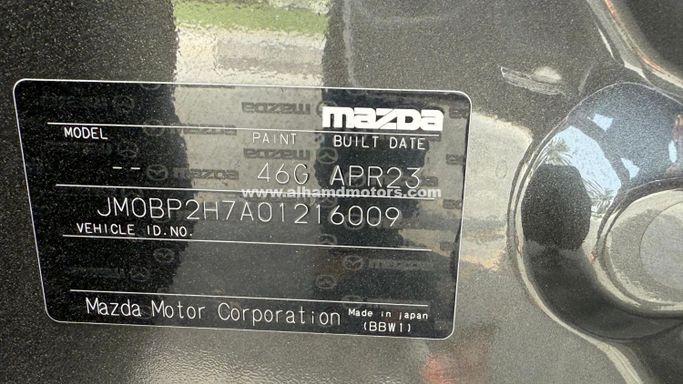 mazda
MODEL PAINT BUILT DATE
-- 46G APR23
www.alhamdmotors.com
JM0BP2H7A01216009
VEHICLE ID.NO.
Mazda Motor Corporation Made in japan
(BBW1)